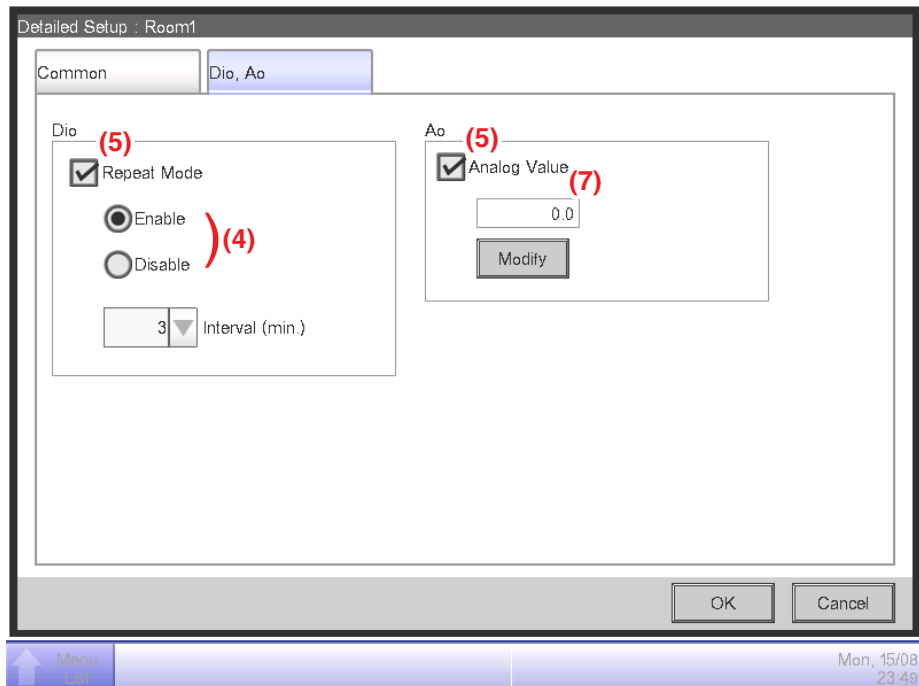 Detailed Setup : Room1
Common
Dio, Ao
Dio
(5)
Repeat Mode
Enable
Disable
(4)
3 Interval (min.)
Ao
(5)
Analog Value
(7)
0.0
Modify
OK
Cancel
Menu
List
Mon, 15/08
23:49